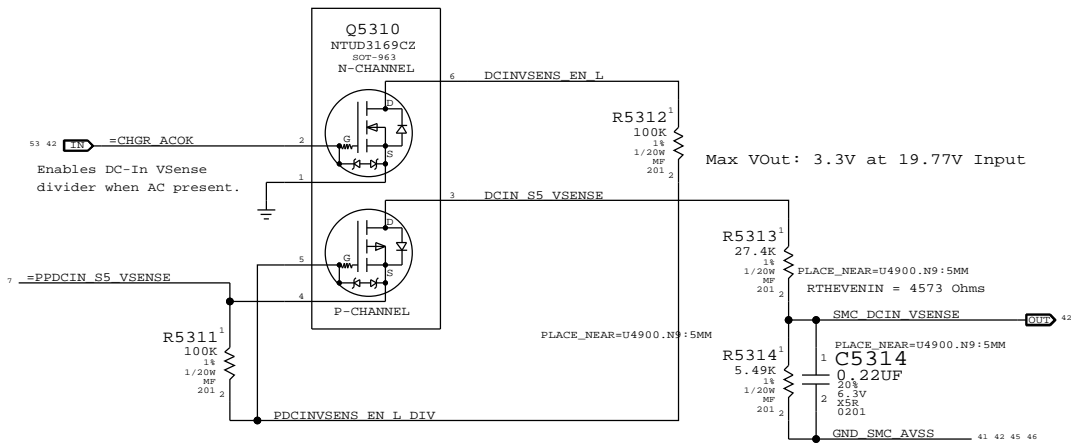 Q5310
NTUD3169CZ
SOT-963
N-CHANNEL
6 DCINVSENS_EN_L
D
G
S
53 42 IN =CHGR_ACOK 2
Enables DC-In VSense
divider when AC present.
1
R5312 1
100K
1%
1/20W
MF
201 2
Max VOut: 3.3V at 19.77V Input
3 DCIN_S5_VSENSE
D
G
S
5
7 =PPDCIN_S5_VSENSE
4
P-CHANNEL
R5313 1
27.4K
1%
1/20W
MF
201 2
PLACE_NEAR=U4900.N9:5MM
RTHEVENIN = 4573 Ohms
SMC_DCIN_VSENSE OUT 42
R5311 1
100K
1%
1/20W
MF
201 2
PLACE_NEAR=U4900.N9:5MM
R5314 1
5.49K
1%
1/20W
MF
201 2
PLACE_NEAR=U4900.N9:5MM
1 C5314
0.22UF
20%
2 6.3V
X5R
0201
PDCINVSENS_EN_L_DIV
GND_SMC_AVSS 41 42 45 46